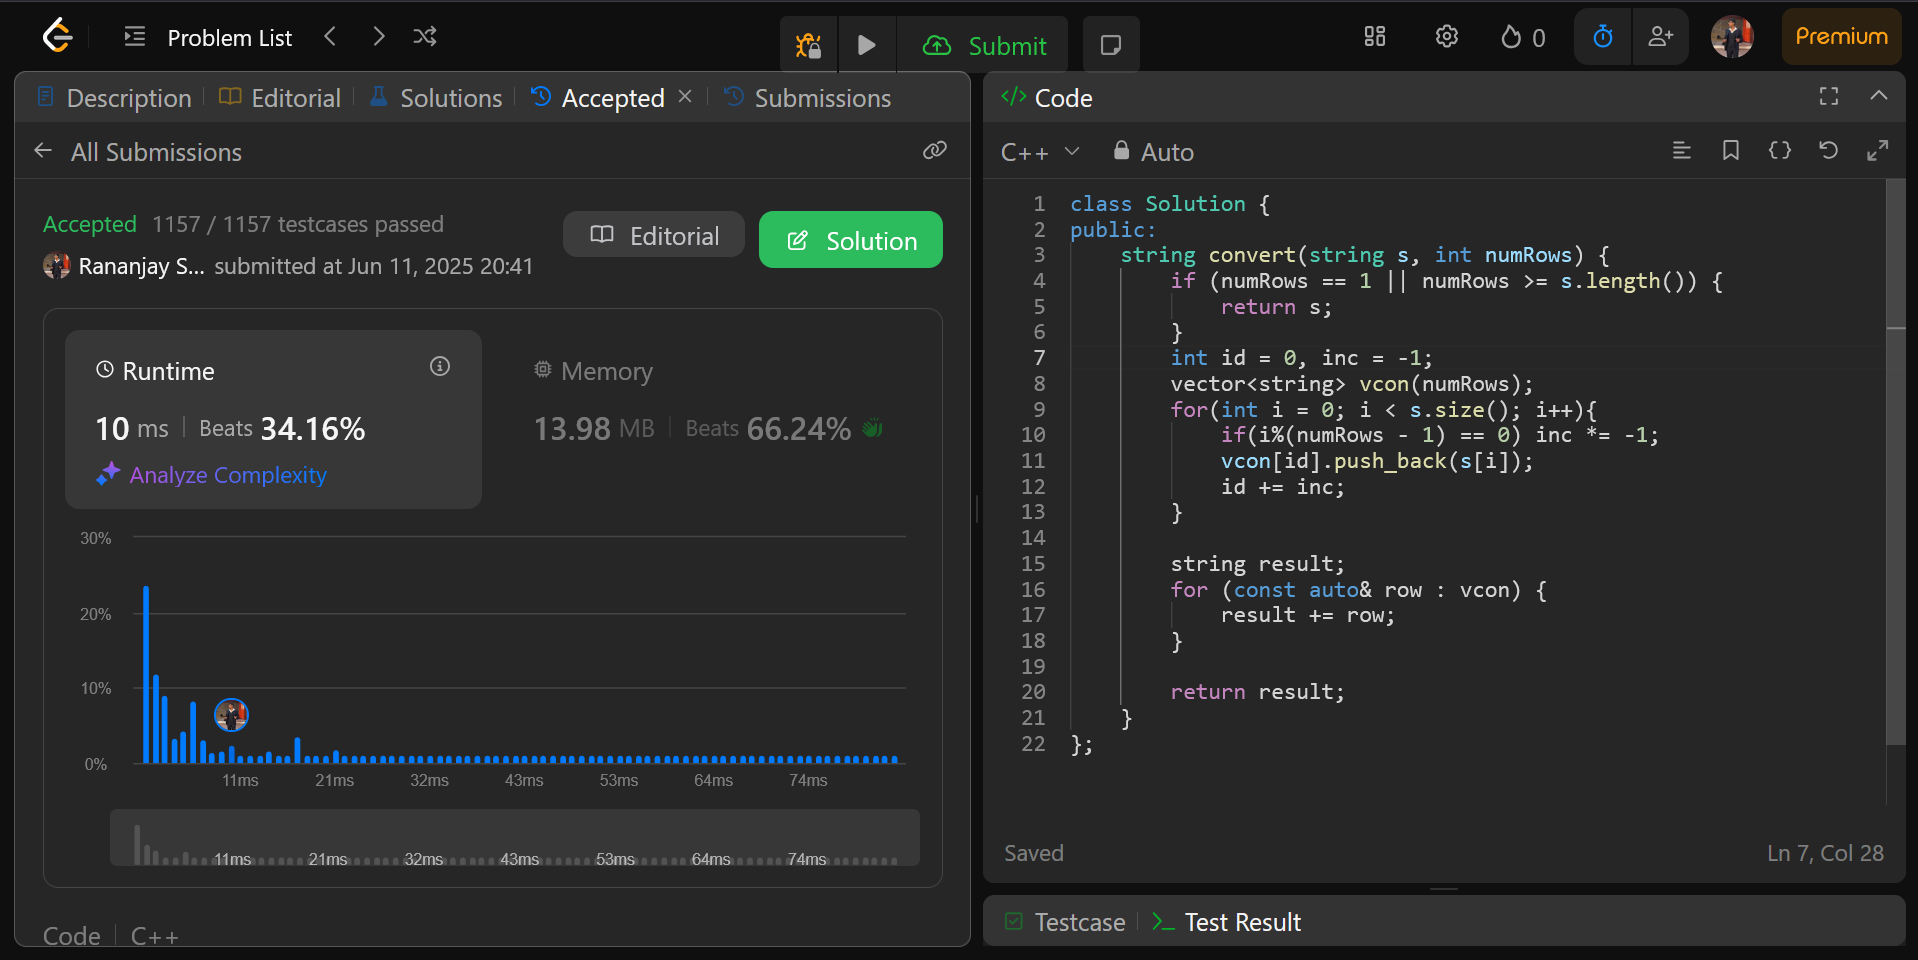 Problem List
Submit
0
Premium
Description
Editorial
Solutions
Accepted
Submissions
All Submissions
Accepted 1157 / 1157 testcases passed
Rananjay S... submitted at Jun 11, 2025 20:41
Editorial
Solution
Runtime
10 ms
Beats 34.16%
Analyze Complexity
Memory
13.98 MB
Beats 66.24%
30%
20%
10%
0%
11ms 21ms 32ms 43ms 53ms 64ms 74ms
11ms 21ms 32ms 43ms 53ms 64ms 74ms
Code C++
</> Code
C++ Auto
1 class Solution {
2 public:
3     string convert(string s, int numRows) {
4         if (numRows == 1 || numRows >= s.length()) {
5             return s;
6         }
7         int id = 0, inc = -1;
8         vector<string> vcon(numRows);
9         for(int i = 0; i < s.size(); i++){
10             if(i%(numRows - 1) == 0) inc *= -1;
11             vcon[id].push_back(s[i]);
12             id += inc;
13         }
14
15         string result;
16         for (const auto& row : vcon) {
17             result += row;
18         }
19
20         return result;
21     }
22 };
Saved
Ln 7, Col 28
Testcase
Test Result